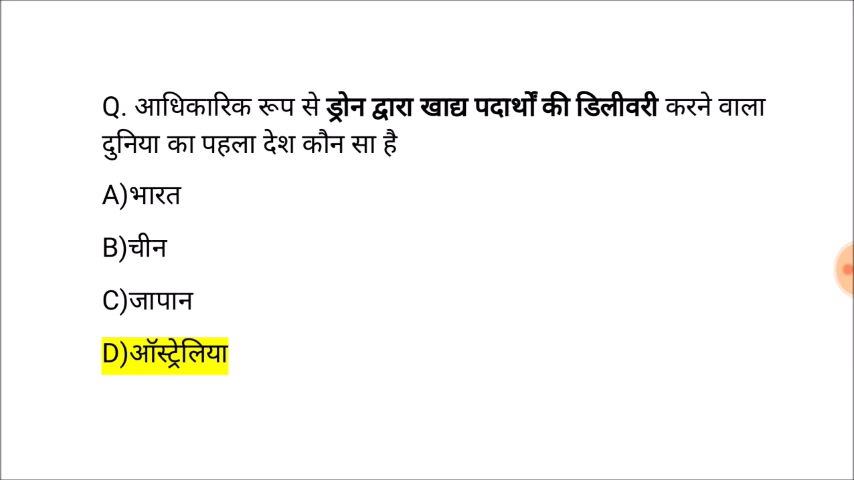 Q. आधिकारिक रूप से ड्रोन द्वारा खाद्य पदार्थों की डिलीवरी करने वाला
दुनिया का पहला देश कौन सा है
A)भारत
B)चीन
C)जापान
D)ऑस्ट्रेलिया